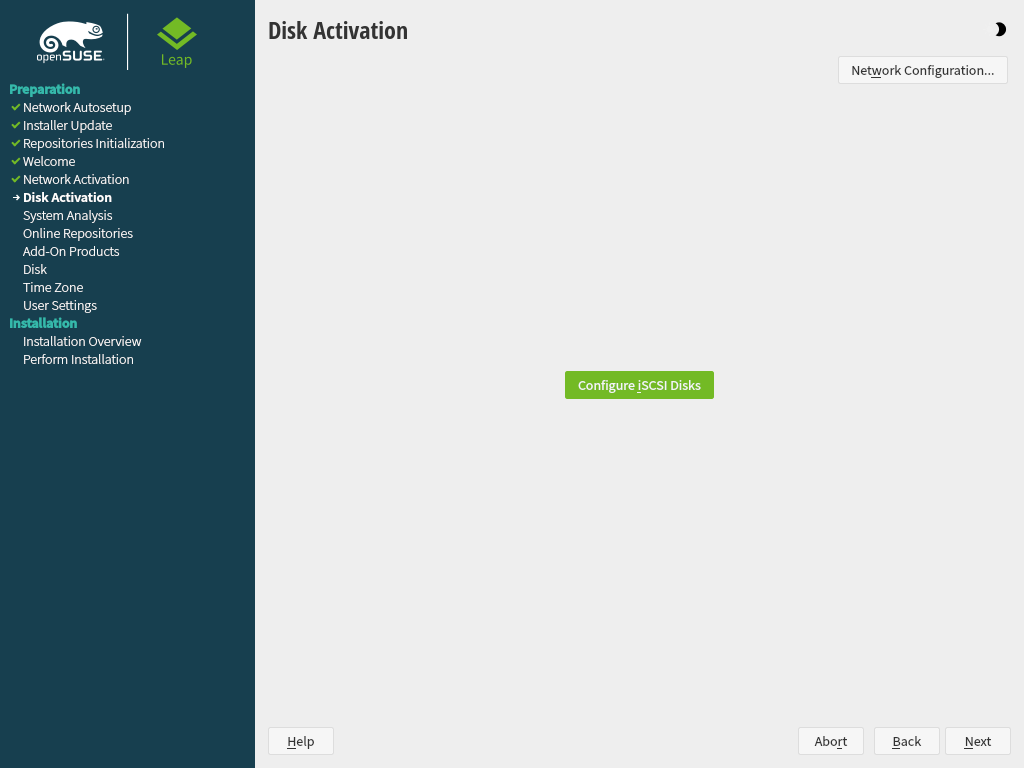 openSUSE
Leap
Preparation
Network Autosetup
Installer Update
Repositories Initialization
Welcome
Network Activation
Disk Activation
System Analysis
Online Repositories
Add-On Products
Disk
Time Zone
User Settings
Installation
Installation Overview
Perform Installation
Disk Activation
Network Configuration...
Configure iSCSI Disks
Help
Abort
Back
Next